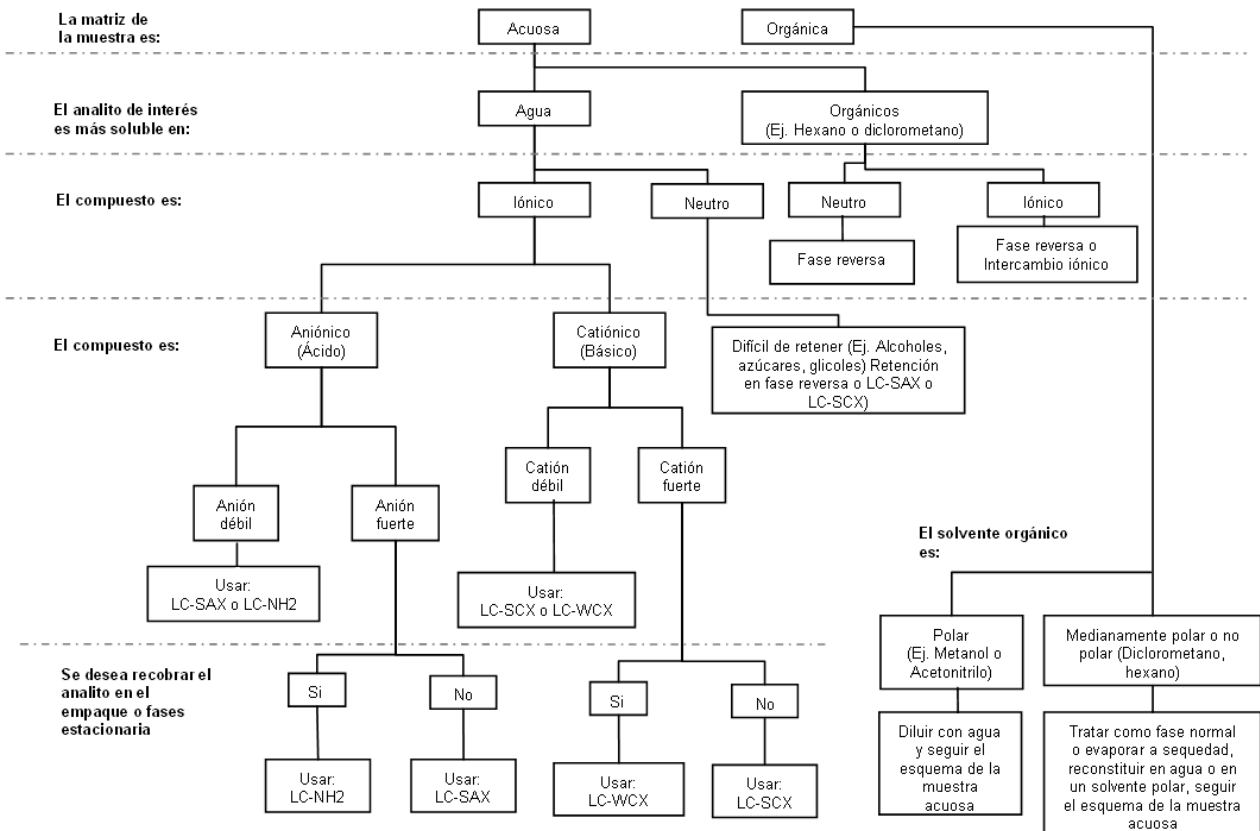 La matriz de
la muestra es:
Acuosa
Orgánica
El analito de interés
es más soluble en:
Agua
Orgánicos
(Ej. Hexano o diclorometano)
El compuesto es:
Iónico
Neutro
Neutro
Iónico
Fase reversa
Fase reversa o
Intercambio iónico
El compuesto es:
Aniónico
(Ácido)
Catiónico
(Básico)
Difícil de retener (Ej. Alcoholes,
azúcares, glicoles) Retención
en fase reversa o LC-SAX o
LC-SCX)
Anión
débil
Anión
fuerte
Catión
débil
Catión
fuerte
Usar:
LC-SAX o LC-NH2
Usar:
LC-SCX o LC-WCX
El solvente orgánico
es:
Polar
(Ej. Metanol o
Acetonitrilo)
Medianamente polar o no
polar (Diclorometano,
hexano)
Se desea recobrar el
analito en el
empaque o fases
estacionaria
Si
No
Si
No
Usar:
LC-NH2
Usar:
LC-SAX
Usar:
LC-WCX
Usar:
LC-SCX
Diluir con agua
y seguir el
esquema de la
muestra
acuosa
Tratar como fase normal
o evaporar a sequedad,
reconstituir en agua o en
un solvente polar, seguir
el esquema de la muestra
acuosa